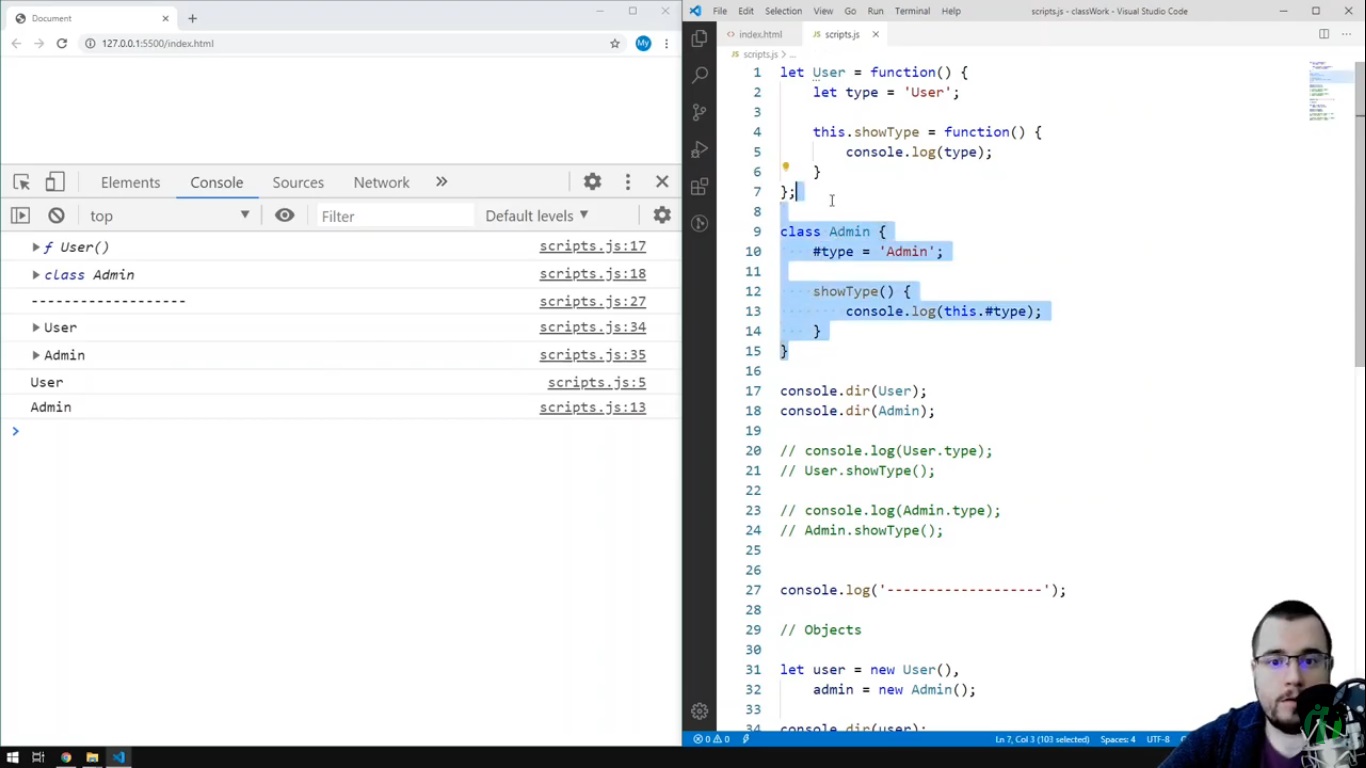 Document
127.0.0.1:5500/index.html
My
Elements Console Sources Network »
top Filter Default levels
ƒ User() scripts.js:17
class Admin scripts.js:18
------------------- scripts.js:27
User scripts.js:34
Admin scripts.js:35
User scripts.js:5
Admin scripts.js:13
>
File Edit Selection View Go Run Terminal Help scripts.js - classWork - Visual Studio Code
index.html JS scripts.js
JS scripts.js > ...
1 let User = function() {
2 let type = 'User';
3
4 this.showType = function() {
5 console.log(type);
6 }
7 };
8
9 class Admin {
10 #type = 'Admin';
11
12 showType() {
13 console.log(this.#type);
14 }
15 }
16
17 console.dir(User);
18 console.dir(Admin);
19
20 // console.log(User.type);
21 // User.showType();
22
23 // console.log(Admin.type);
24 // Admin.showType();
25
26
27 console.log('-------------------');
28
29 // Objects
30
31 let user = new User(),
32 admin = new Admin();
33
34 console.dir(user);
0 0 Ln 7, Col 3 (103 selected) Spaces: 4 UTF-8